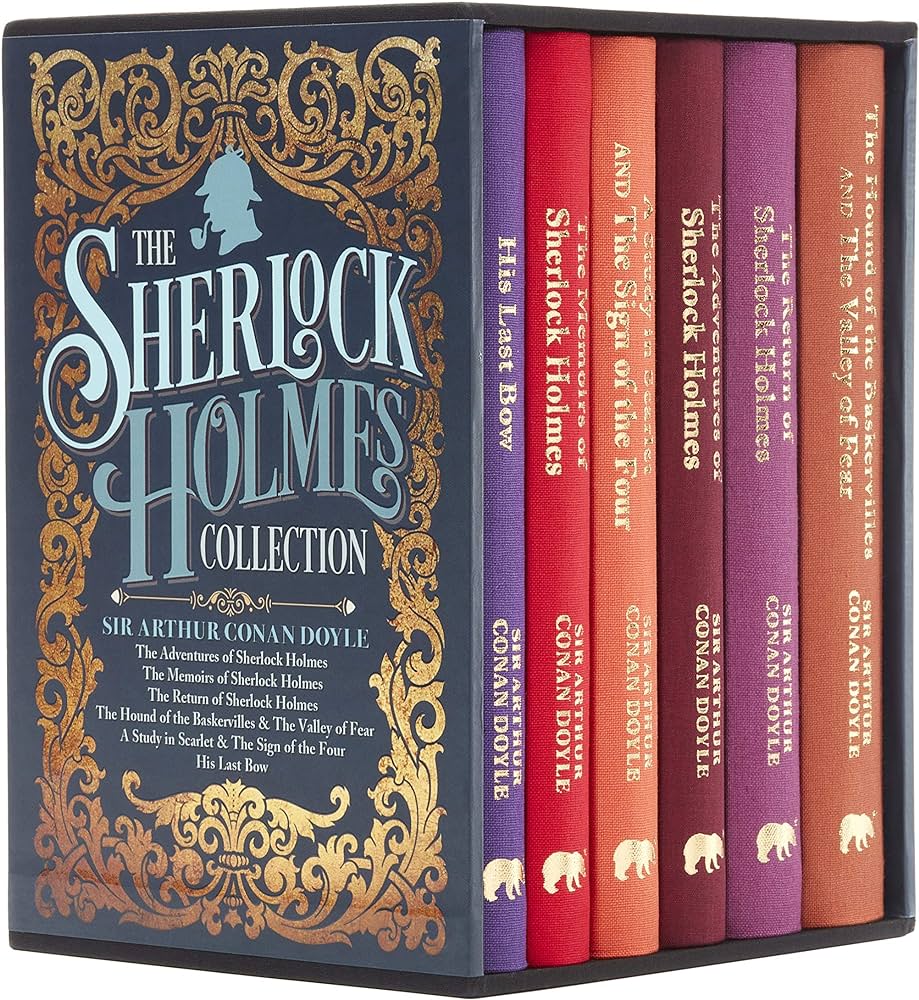 THE
SHERLOCK
HOLMES
COLLECTION
SIR ARTHUR CONAN DOYLE
The Adventures of Sherlock Holmes
The Memoirs of Sherlock Holmes
The Return of Sherlock Holmes
The Hound of the Baskervilles & The Valley of Fear
A Study in Scarlet & The Sign of the Four
His Last Bow
His Last Bow
SIR ARTHUR
CONAN DOYLE
The Memoirs of
Sherlock Holmes
SIR ARTHUR
CONAN DOYLE
A Study in Scarlet
AND The Sign of the Four
SIR ARTHUR
CONAN DOYLE
The Adventures of
Sherlock Holmes
SIR ARTHUR
CONAN DOYLE
The Return of
Sherlock Holmes
SIR ARTHUR
CONAN DOYLE
The Hound of the Baskervilles
AND The Valley of Fear
SIR ARTHUR
CONAN DOYLE